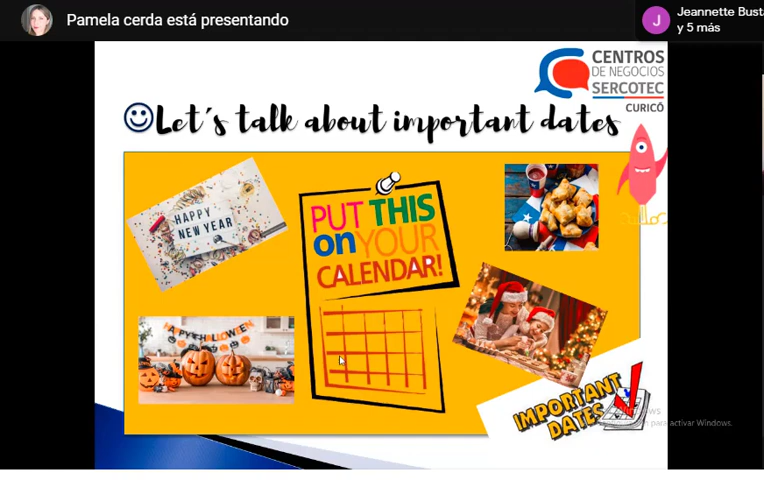 Pamela cerda está presentando
J
Jeannette Bust
y 5 más
CENTROS
DE NEGOCIOS
SERCOTEC
CURICÓ
Let´s talk about important dates
HAPPY
NEW YEAR
PUT THIS
on YOUR
CALENDAR!
HAPPY HALLOWEEN
IMPORTANT
DATES
para activar Windows.